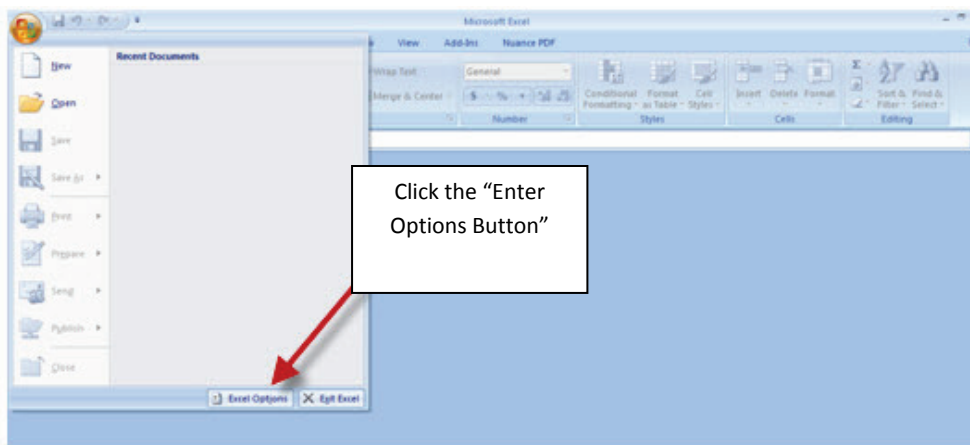 Microsoft Excel
View Add-Ins Nuance PDF
New
Recent Documents
Open
Save
Save As
Print
Prepare
Send
Publish
Close
Wrap Text
Merge & Center
General
$ %
Number
Conditional Formatting
Format as Table
Cell Styles
Styles
Insert Delete Format
Cells
Σ
Sort & Filter
Find & Select
Editing
Click the “Enter
Options Button”
Excel Options Exit Excel